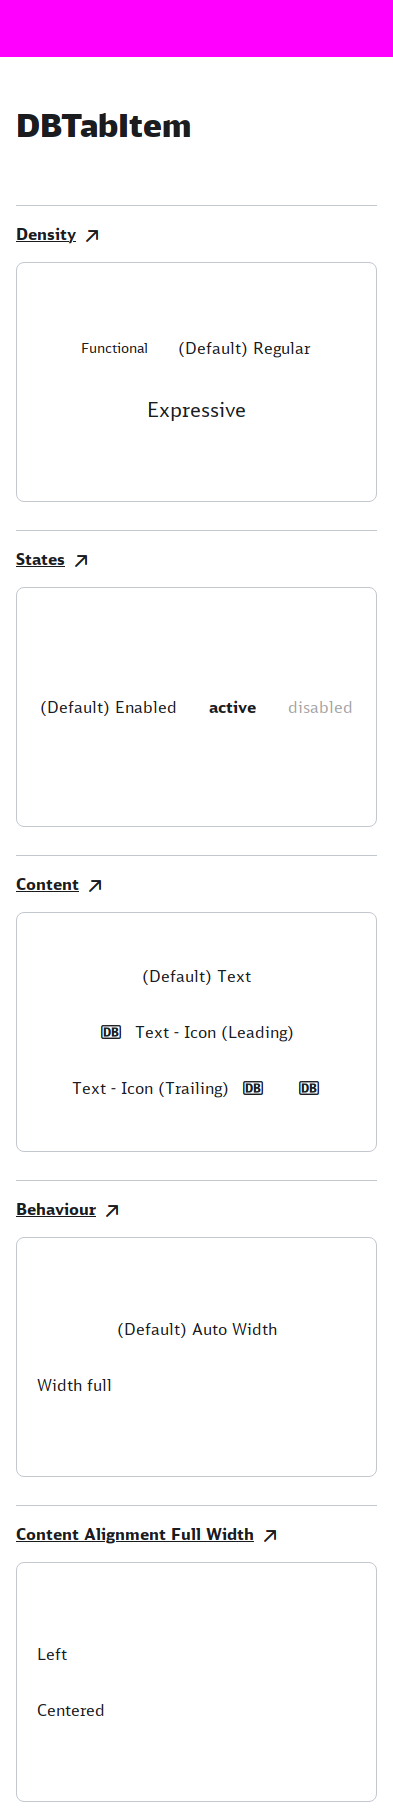 DBTabItem
Density
Functional (Default) Regular
Expressive
States
(Default) Enabled active disabled
Content
(Default) Text
DB Text - Icon (Leading)
Text - Icon (Trailing) DB DB
Behaviour
(Default) Auto Width
Width full
Content Alignment Full Width
Left
Centered